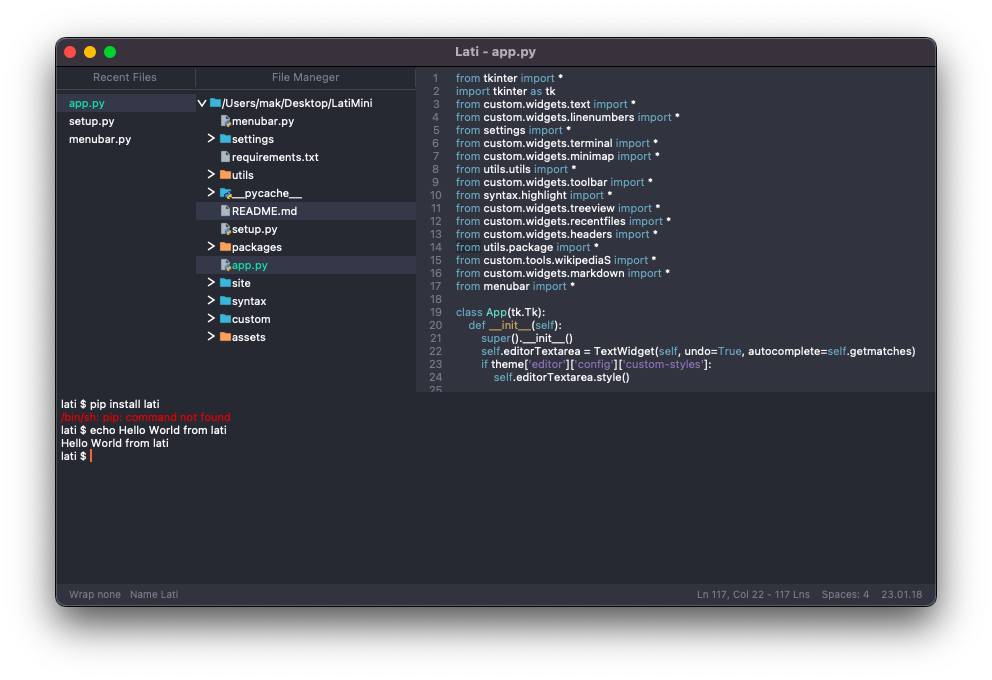 Lati - app.py
Recent Files
app.py
setup.py
menubar.py
File Maneger
/Users/mak/Desktop/LatiMini
menubar.py
settings
requirements.txt
utils
__pycache__
README.md
setup.py
packages
app.py
site
syntax
custom
assets
1 from tkinter import *
2 import tkinter as tk
3 from custom.widgets.text import *
4 from custom.widgets.linenumbers import *
5 from settings import *
6 from custom.widgets.terminal import *
7 from custom.widgets.minimap import *
8 from utils.utils import *
9 from custom.widgets.toolbar import *
10 from syntax.highlight import *
11 from custom.widgets.treeview import *
12 from custom.widgets.recentfiles import *
13 from custom.widgets.headers import *
14 from utils.package import *
15 from custom.tools.wikipediaS import *
16 from custom.widgets.markdown import *
17 from menubar import *
18
19 class App(tk.Tk):
20 def __init__(self):
21 super().__init__()
22 self.editorTextarea = TextWidget(self, undo=True, autocomplete=self.getmatches)
23 if theme['editor']['config']['custom-styles']:
24 self.editorTextarea.style()
25
lati $ pip install lati
/bin/sh: pip: command not found
lati $ echo Hello World from lati
Hello World from lati
lati $
Wrap none Name Lati Ln 117, Col 22 - 117 Lns Spaces: 4 23.01.18